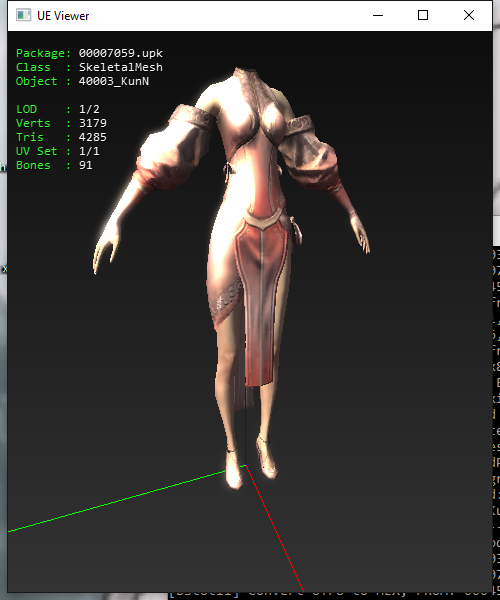 UE Viewer
Package: 00007059.upk
Class : SkeletalMesh
Object : 40003_KunN
LOD : 1/2
Verts : 3179
Tris : 4285
UV Set : 1/1
Bones : 91